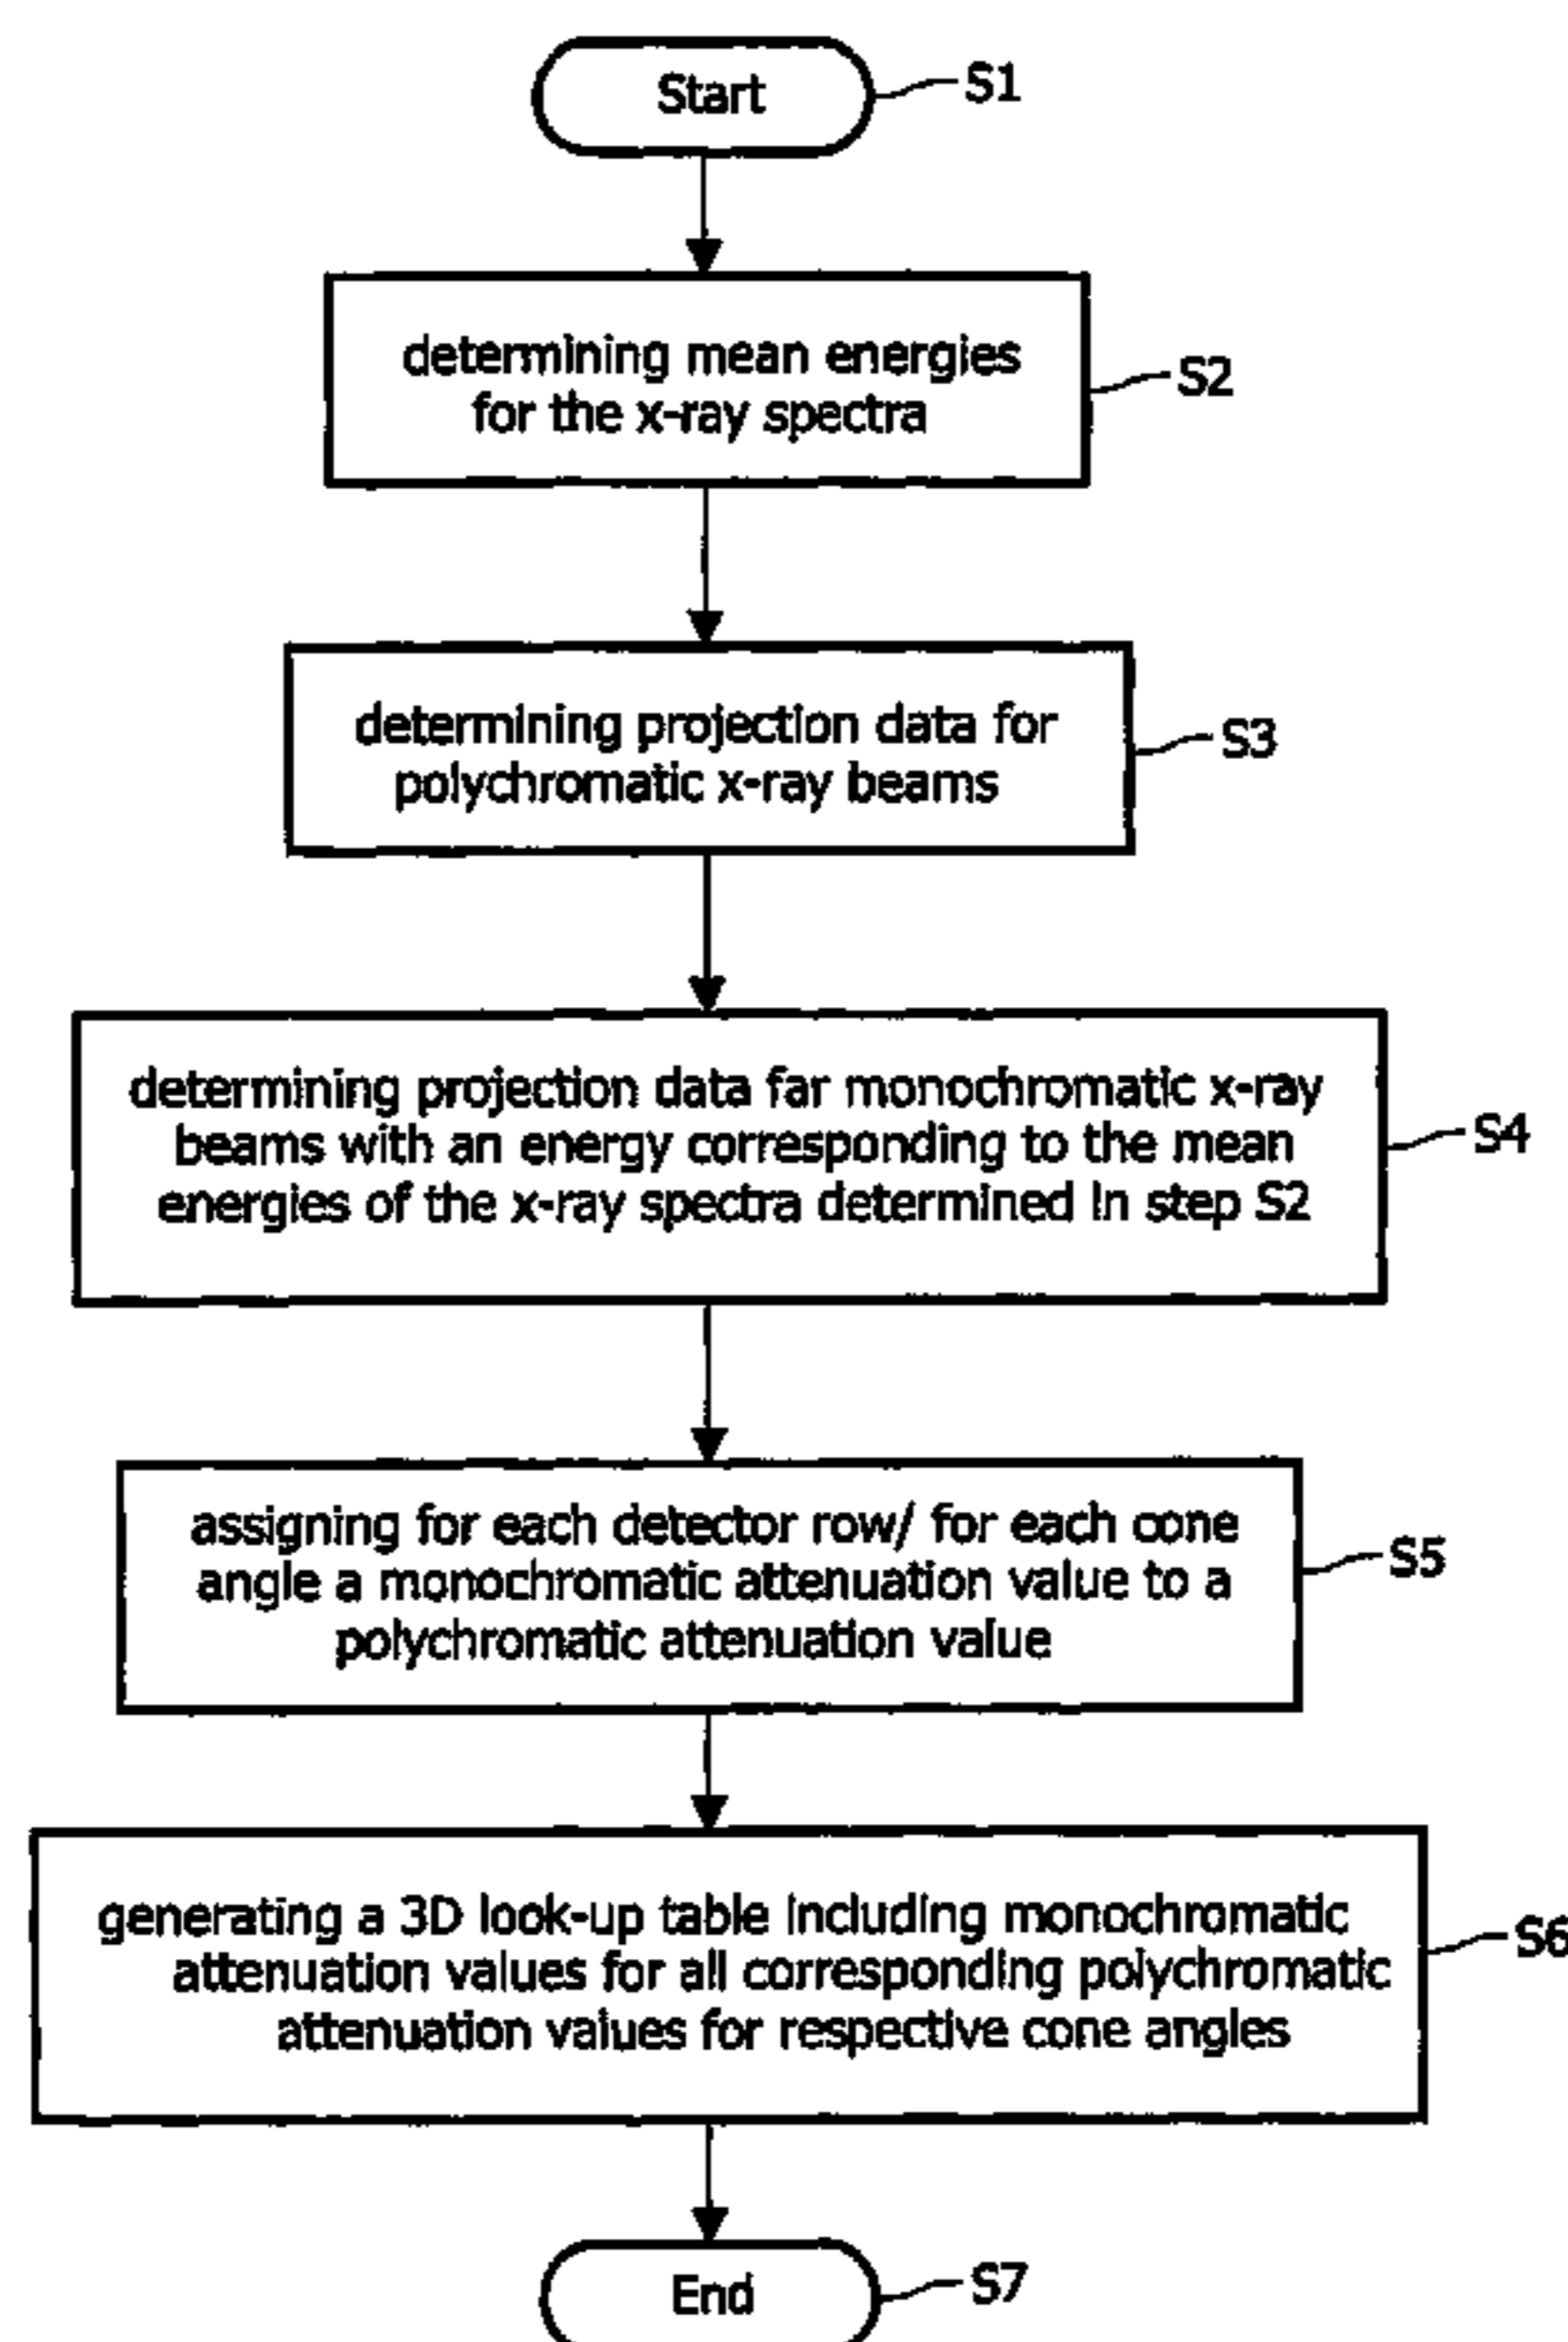 Start
S1
determining mean energies
for the x-ray spectra
S2
determining projection data for
polychromatic x-ray beams
S3
determining projection data far monochromatic x-ray
beams with an energy corresponding to the mean
energies of the x-ray spectra determined in step S2
S4
assigning for each detector row/ for each cone
angle a monochromatic attenuation value to a
polychromatic attenuation value
S5
generating a 3D look-up table including monochromatic
attenuation values for all corresponding polychromatic
attenuation values for respective cone angles
S6
End
S7